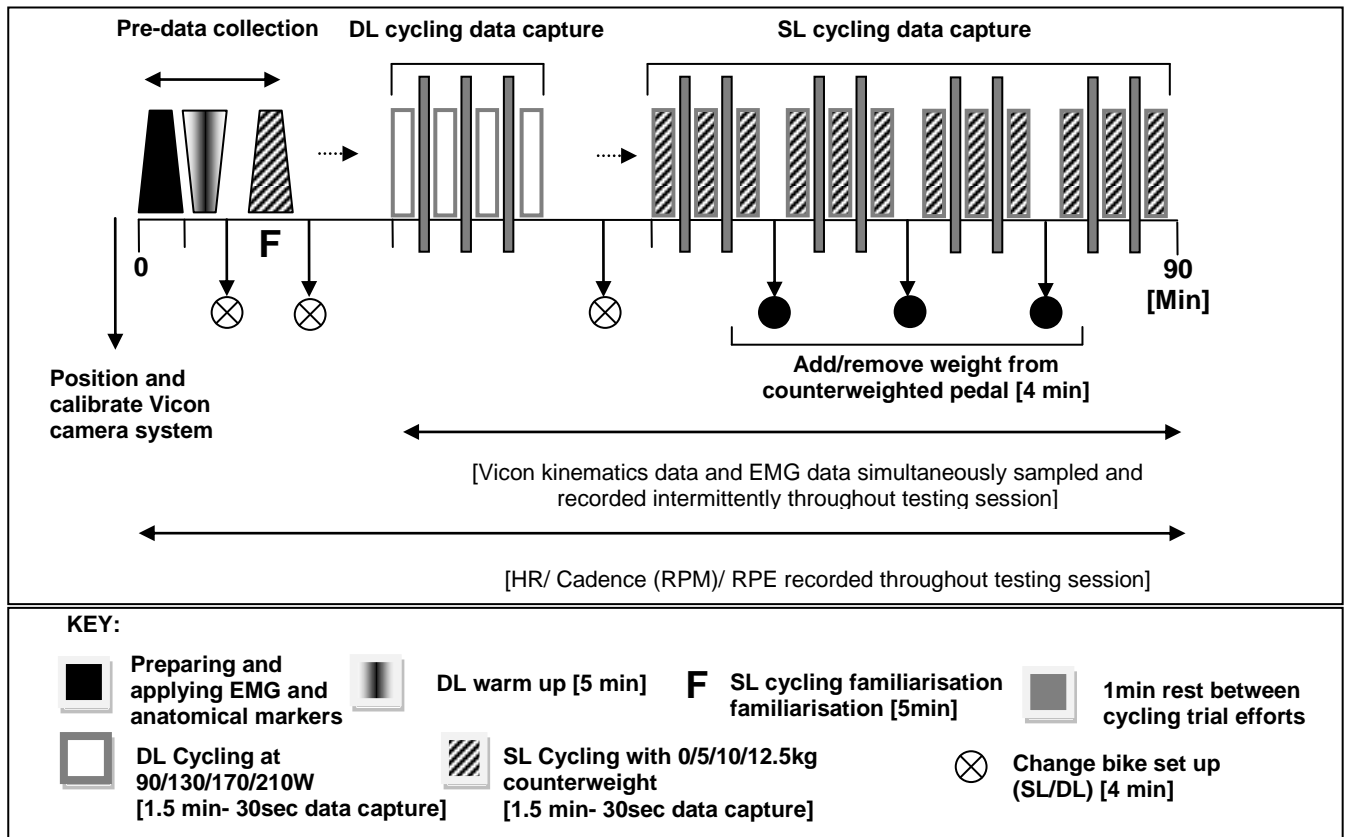 Pre-data collection
DL cycling data capture
SL cycling data capture
F
0
90
[Min]
Position and
calibrate Vicon
camera system
Add/remove weight from
counterweighted pedal [4 min]
[Vicon kinematics data and EMG data simultaneously sampled and
recorded intermittently throughout testing session]
[HR/ Cadence (RPM)/ RPE recorded throughout testing session]
KEY:
Preparing and
applying EMG and
anatomical markers
DL warm up [5 min]
F
SL cycling familiarisation
familiarisation [5min]
1min rest between
cycling trial efforts
DL Cycling at
90/130/170/210W
[1.5 min- 30sec data capture]
SL Cycling with 0/5/10/12.5kg
counterweight
[1.5 min- 30sec data capture]
Change bike set up
(SL/DL) [4 min]